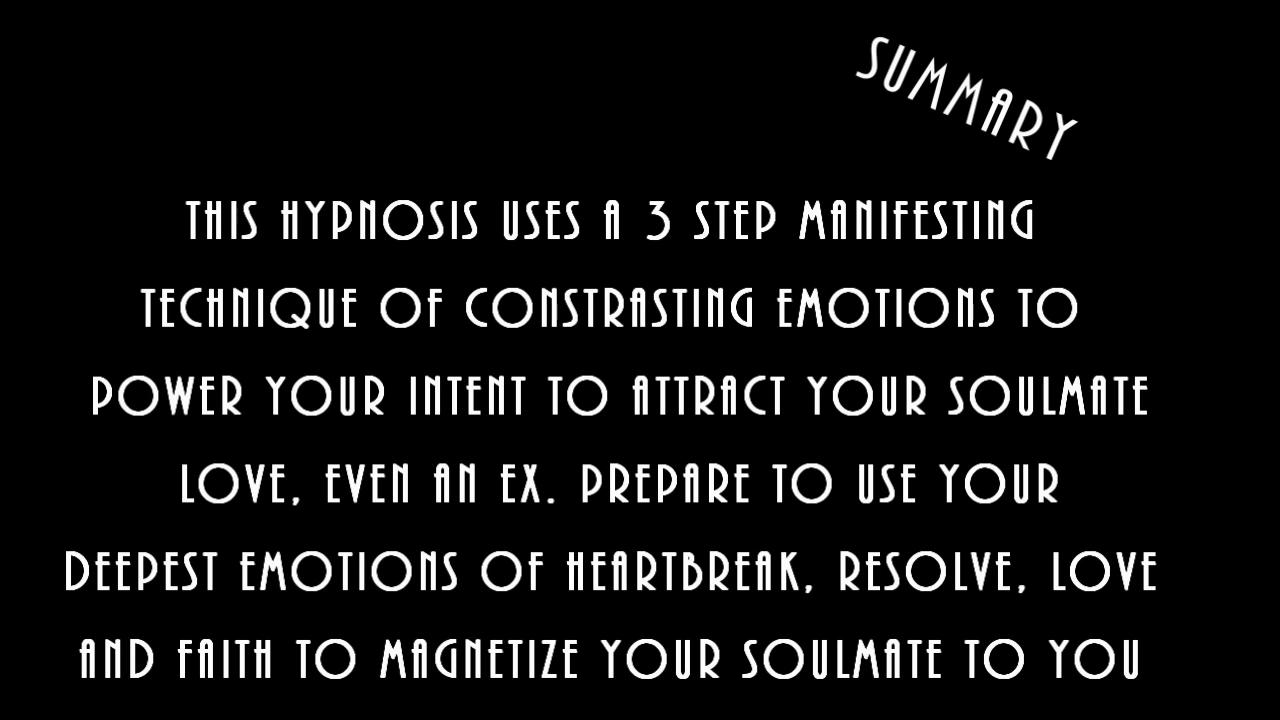 SUMMARY
THIS HYPNOSIS USES A 3 STEP MANIFESTING
TECHNIQUE OF CONSTRASTING EMOTIONS TO
POWER YOUR INTENT TO ATTRACT YOUR SOULMATE
LOVE, EVEN AN EX. PREPARE TO USE YOUR
DEEPEST EMOTIONS OF HEARTBREAK, RESOLVE, LOVE
AND FAITH TO MAGNETIZE YOUR SOULMATE TO YOU